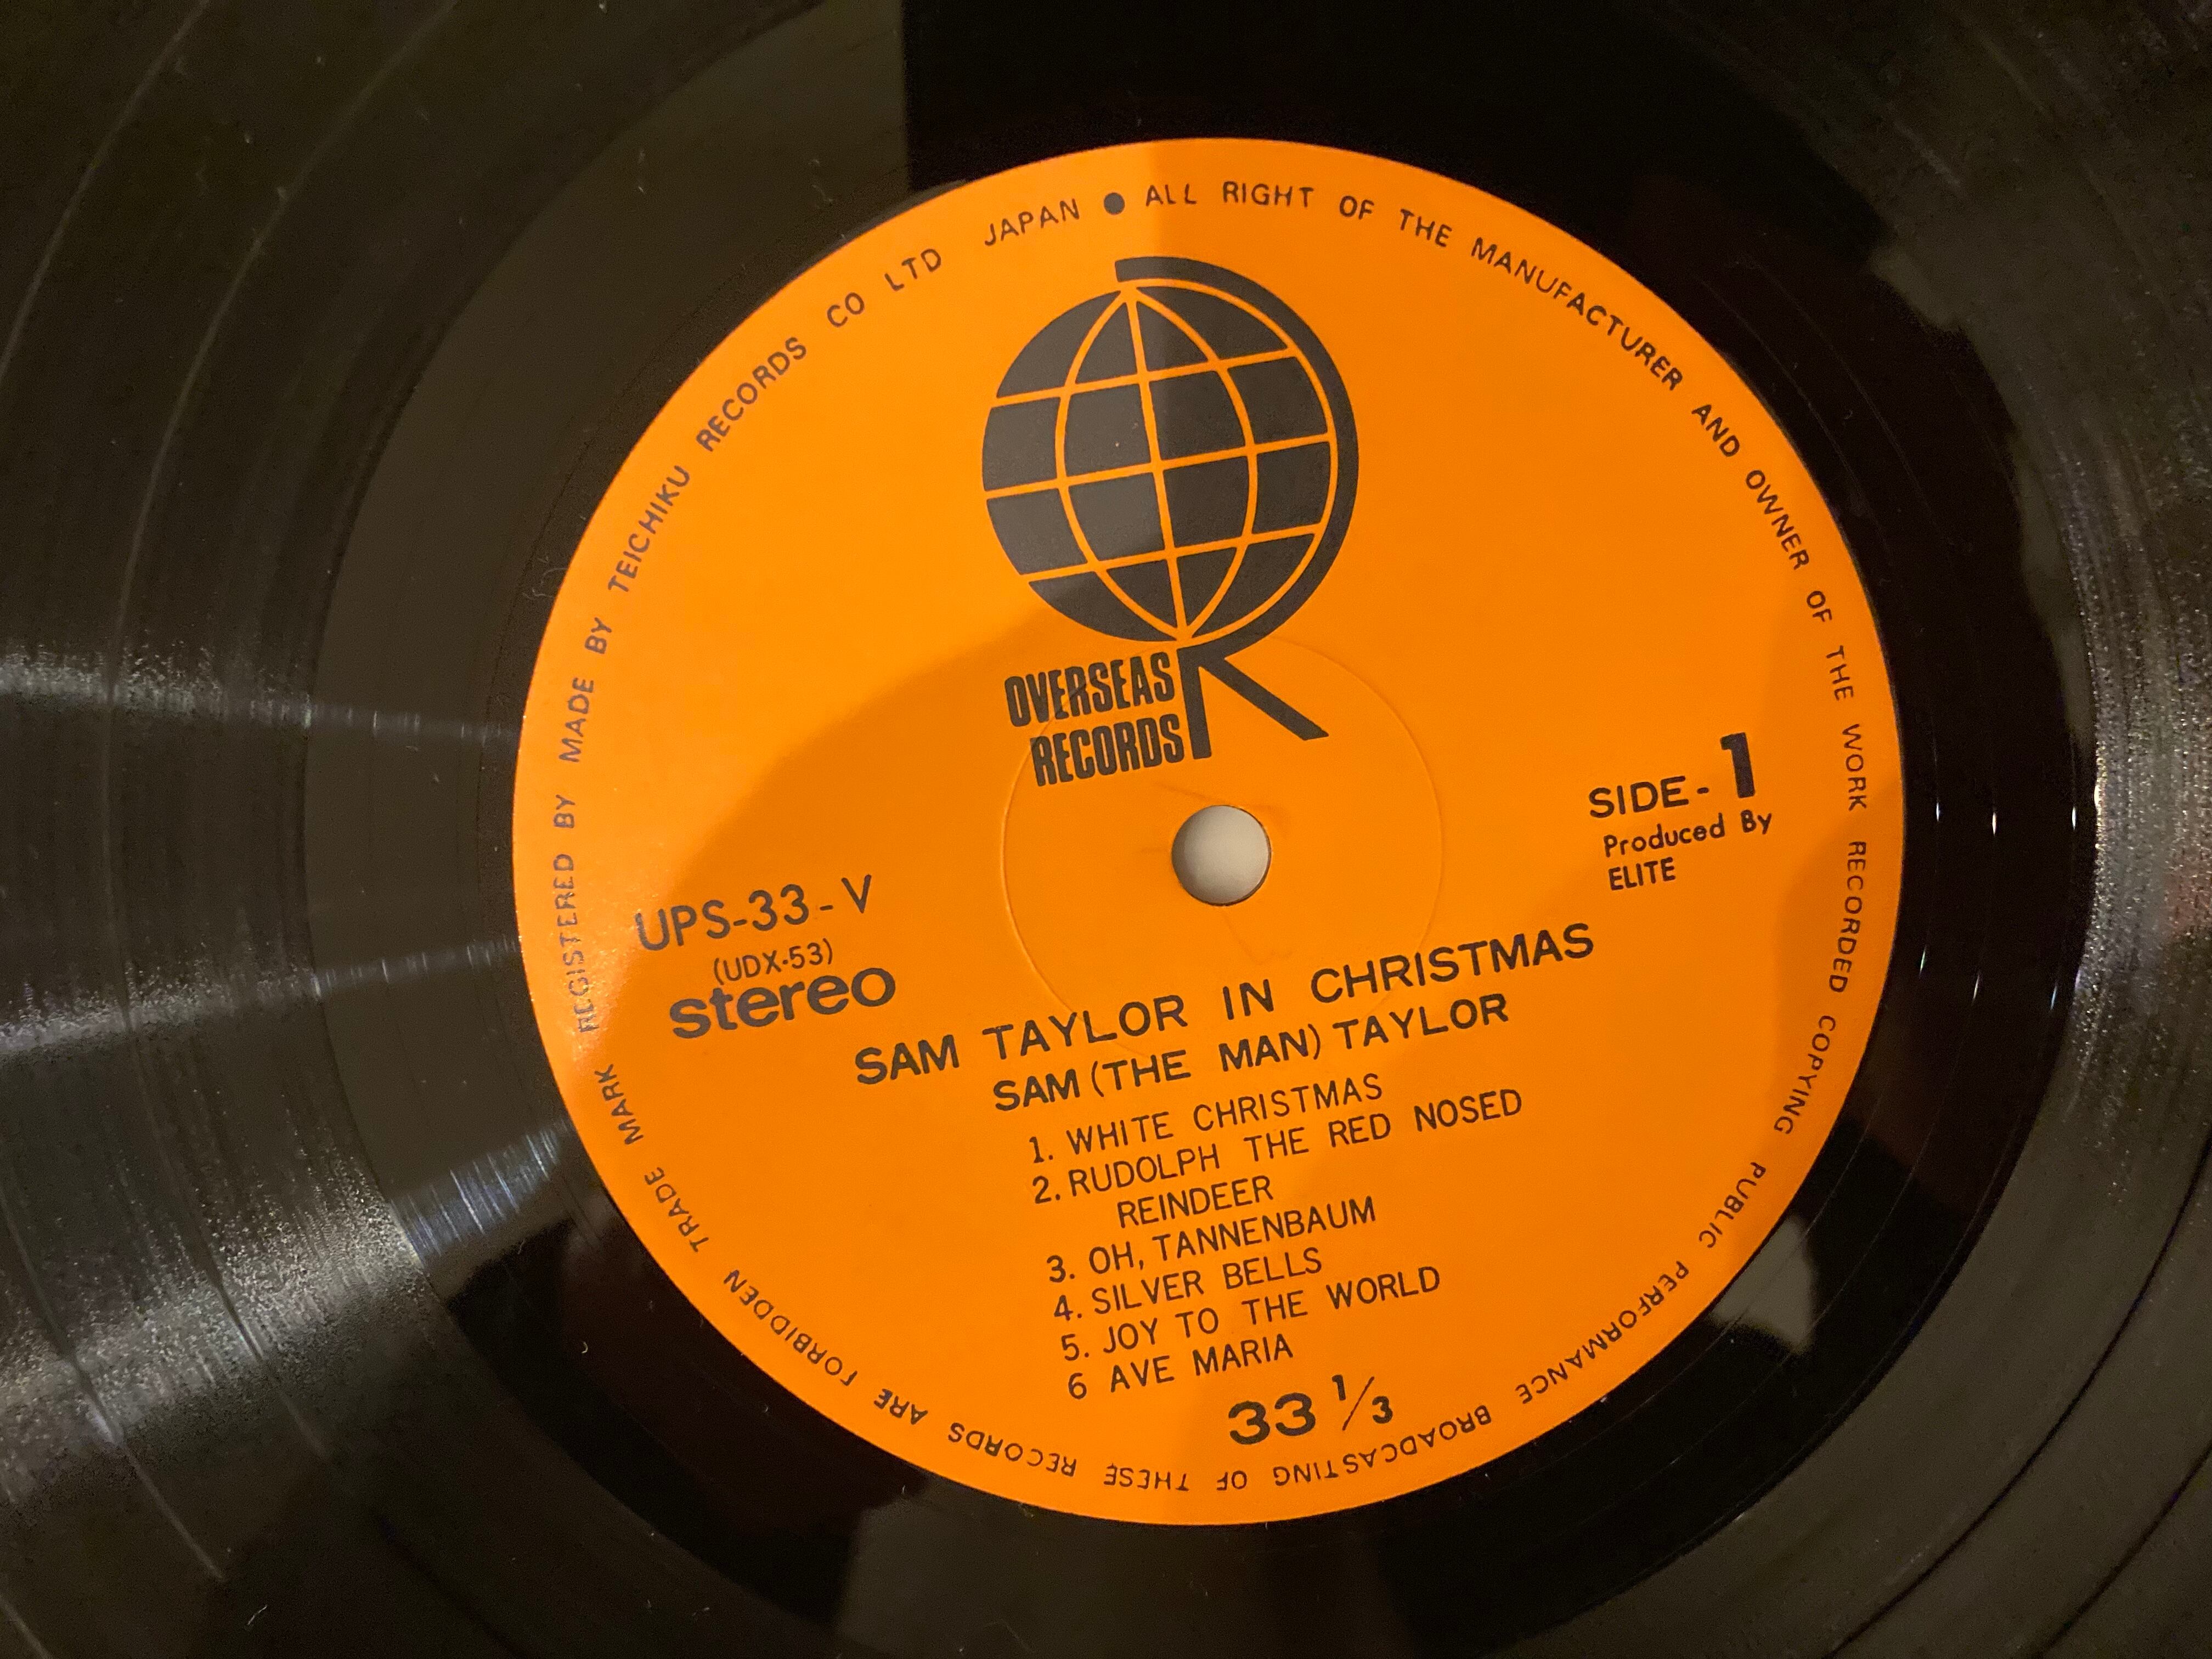 TRADE MARK REGISTERED BY MADE BY TEICHIKU RECORDS CO LTD JAPAN ● ALL RIGHT OF THE MANUFACTURER AND OWNER OF THE WORK RECORDED COPYING PUBLIC PERFORMANCE BROADCASTING OF THESE RECORDS ARE FORBIDDEN
OVERSEAS
RECORDS
SIDE-1
Produced By
ELITE
UPS-33-V
(UDX-53)
stereo
SAM TAYLOR IN CHRISTMAS
SAM (THE MAN) TAYLOR
1. WHITE CHRISTMAS
2. RUDOLPH THE RED NOSED
REINDEER
3. OH, TANNENBAUM
4. SILVER BELLS
5. JOY TO THE WORLD
6 AVE MARIA
33 1/3